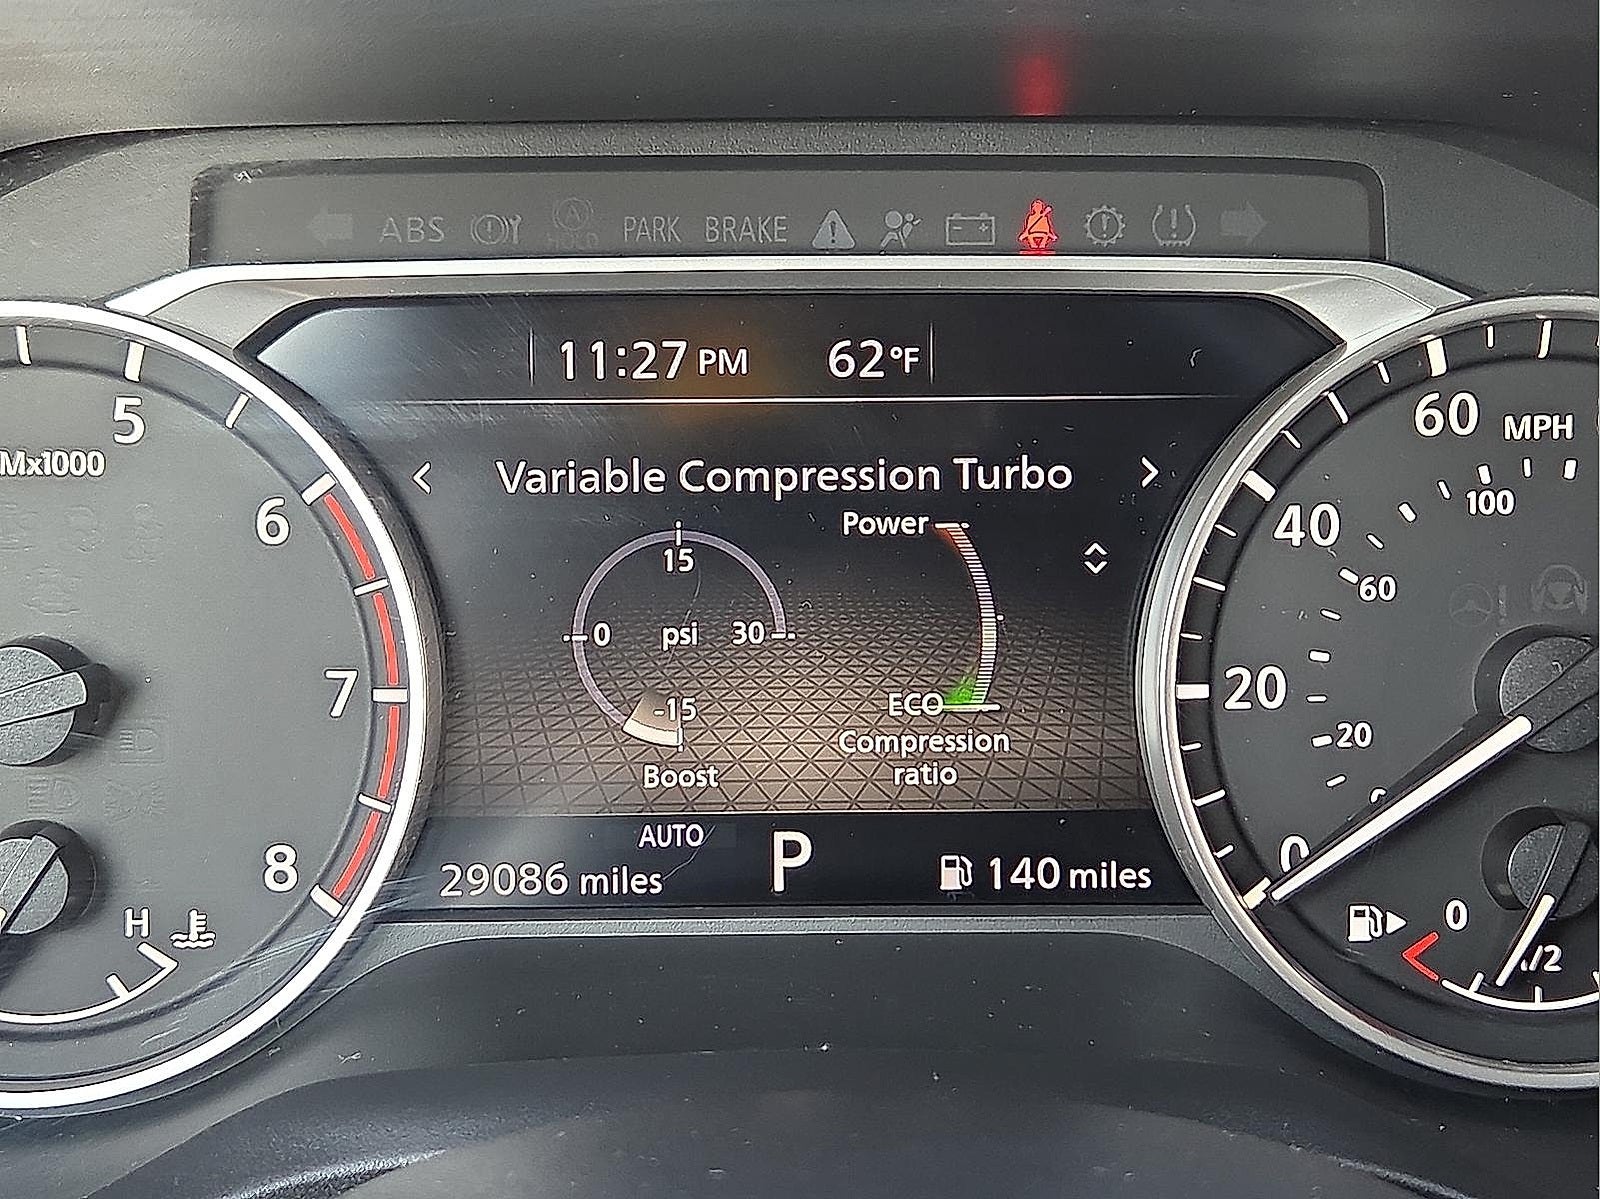 ABS PARK BRAKE
11:27 PM 62°F
< Variable Compression Turbo >
Power
15
0 psi 30
-15
ECO
Compression
ratio
Boost
AUTO
29086 miles P 140 miles
5
Mx1000
6
7
8
H
60 MPH
100
40
60
20
20
0
0
0
1/2